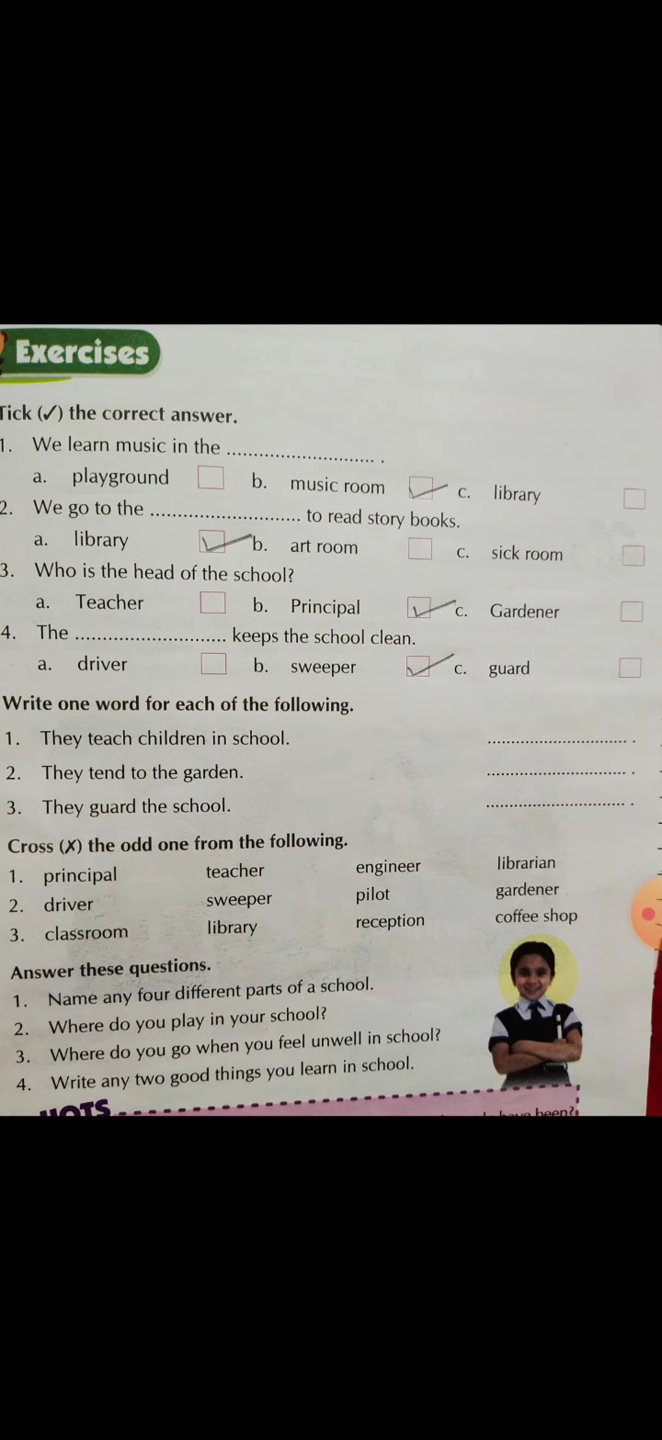 Exercises
Tick (✓) the correct answer.
1. We learn music in the .............................. .
a. playground b. music room c. library
2. We go to the .............................. to read story books.
a. library b. art room c. sick room
3. Who is the head of the school?
a. Teacher b. Principal c. Gardener
4. The .............................. keeps the school clean.
a. driver b. sweeper c. guard
Write one word for each of the following.
1. They teach children in school. .............................. .
2. They tend to the garden. .............................. .
3. They guard the school. .............................. .
Cross (✗) the odd one from the following.
1. principal teacher engineer librarian
2. driver sweeper pilot gardener
3. classroom library reception coffee shop
Answer these questions.
1. Name any four different parts of a school.
2. Where do you play in your school?
3. Where do you go when you feel unwell in school?
4. Write any two good things you learn in school.
HOTS
have been?